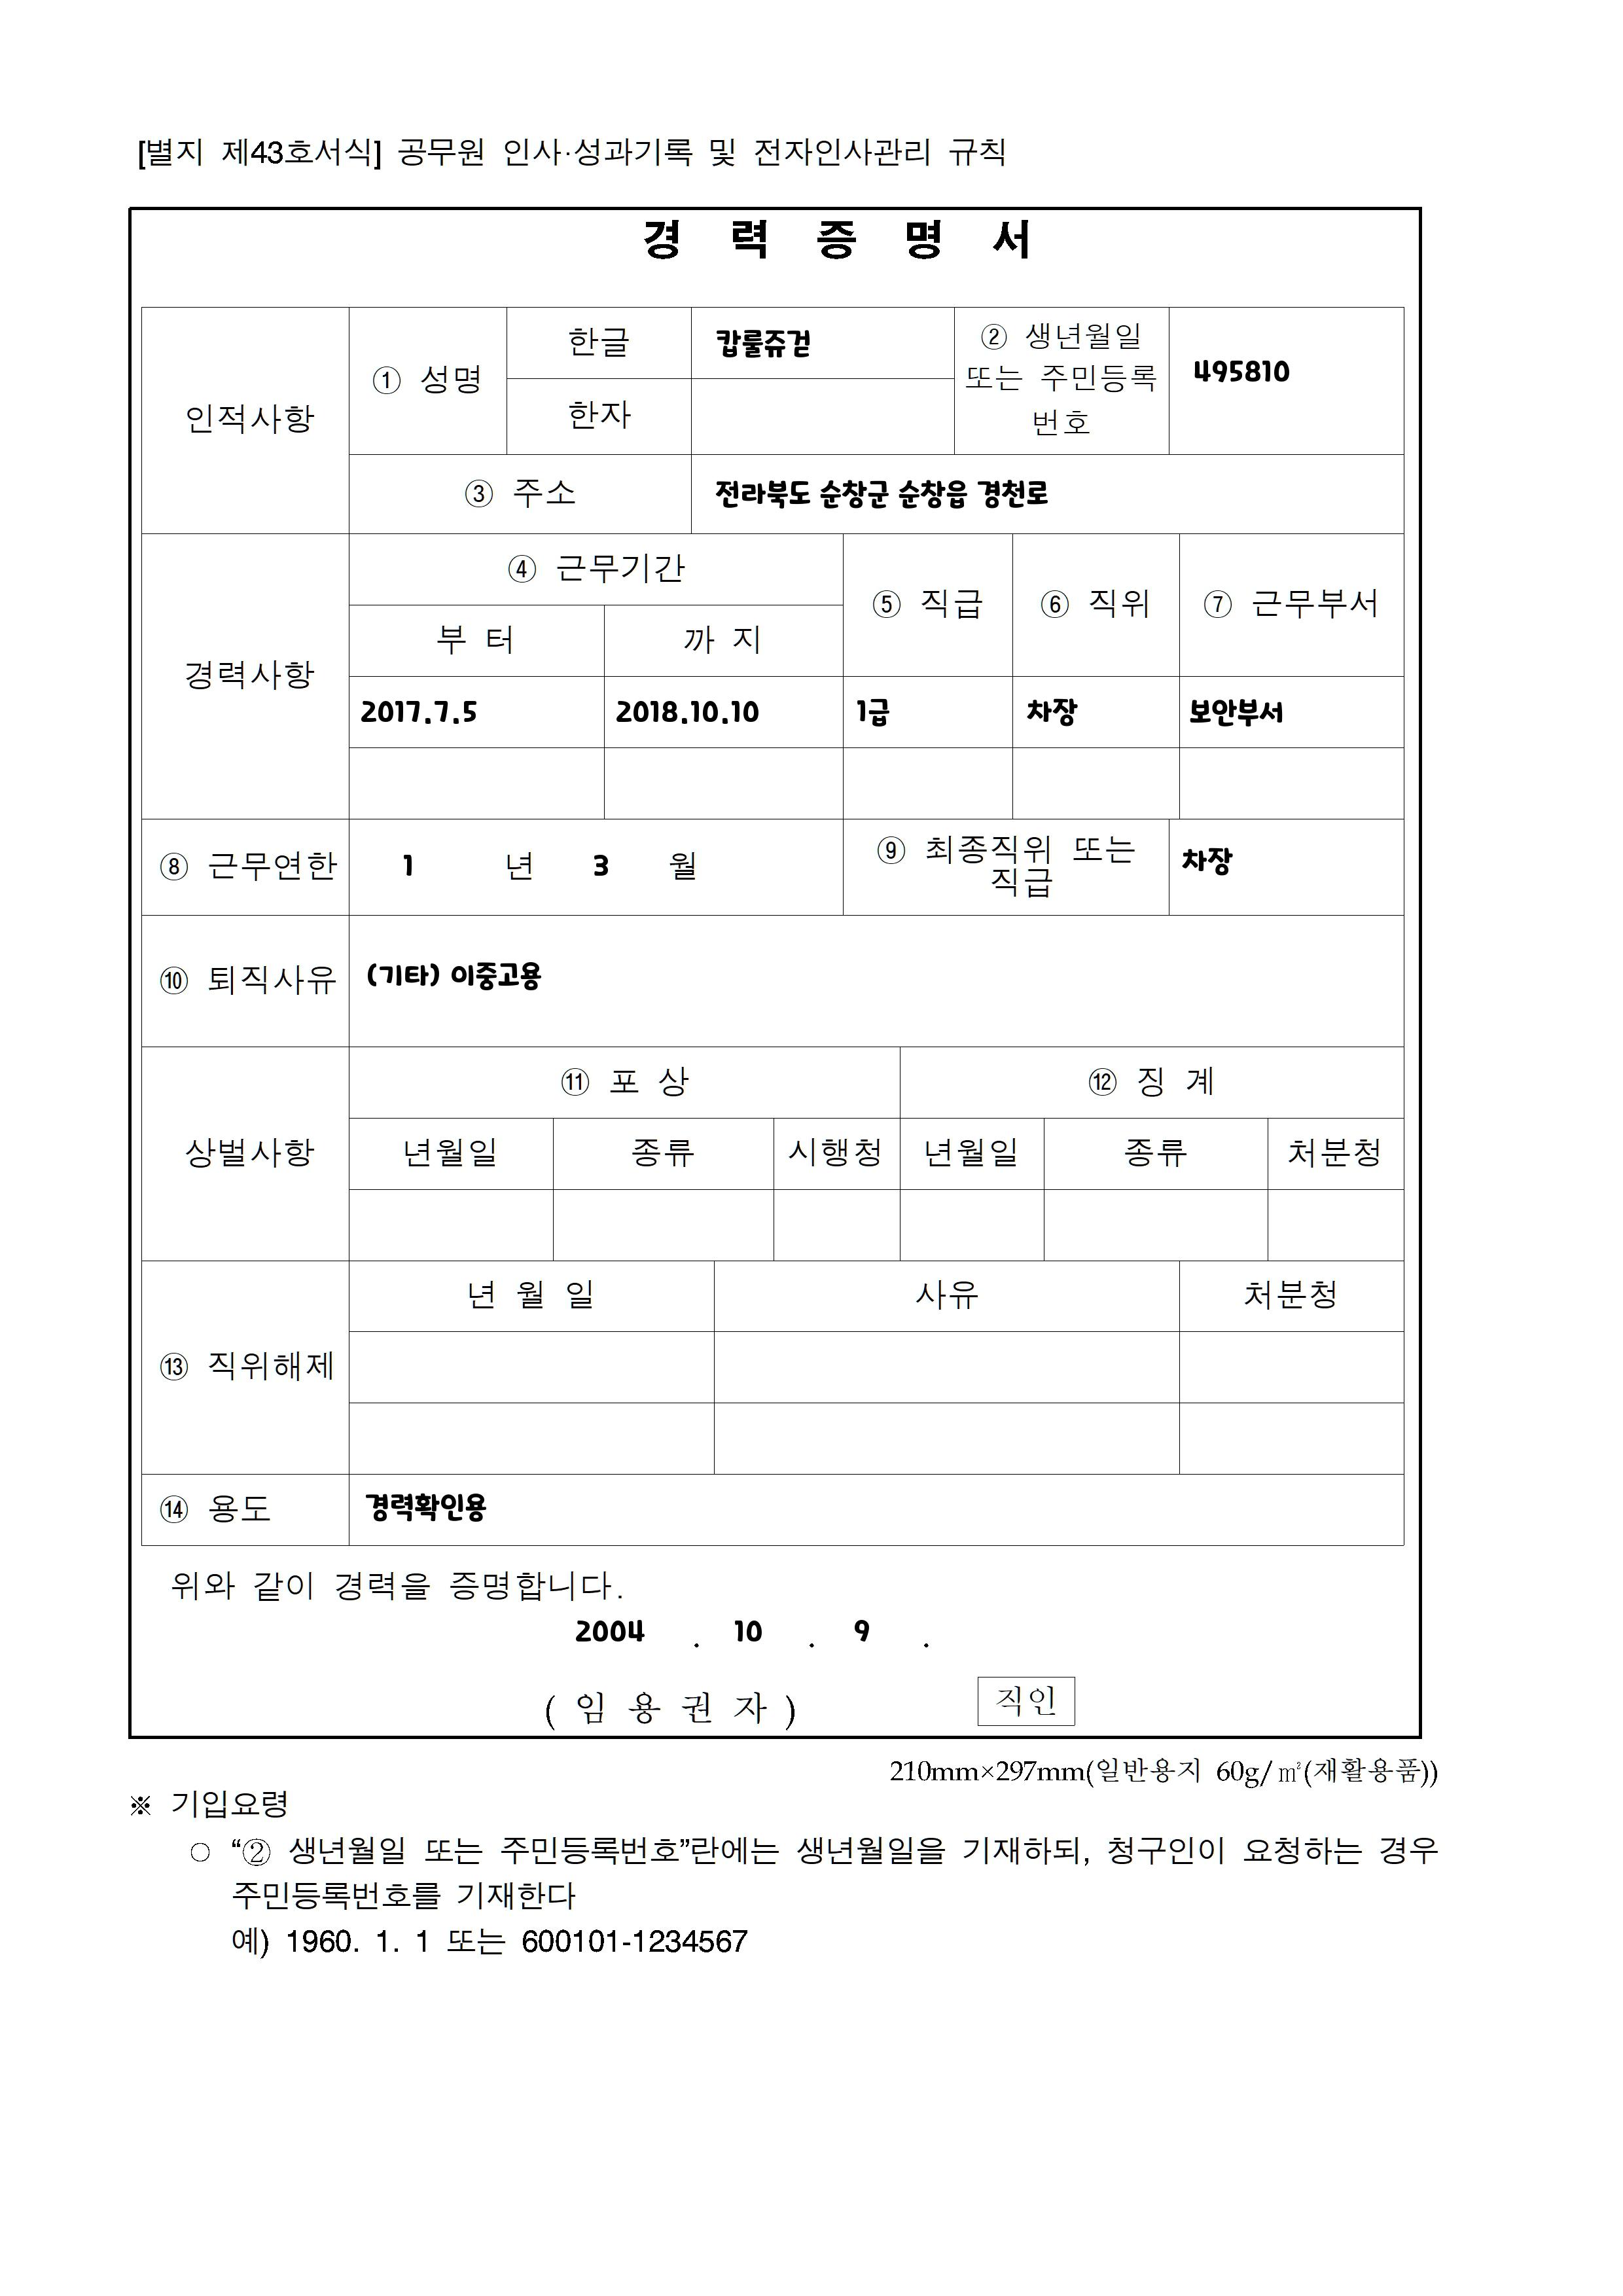 [별지 제43호서식] 공무원 인사·성과기록 및 전자인사관리 규칙
경 력 증 명 서
인적사항
① 성명
한글
캅룰쥬걷
② 생년월일
또는 주민등록
번호
495810
한자
③ 주소
전라북도 순창군 순창읍 경천로
경력사항
④ 근무기간
⑤ 직급
⑥ 직위
⑦ 근무부서
부 터
까 지
2017.7.5
2018.10.10
1급
차장
보안부서
⑧ 근무연한
1 년 3 월
⑨ 최종직위 또는
직급
차장
⑩ 퇴직사유
(기타) 이중고용
상벌사항
⑪ 포 상
⑫ 징 계
년월일
종류
시행청
년월일
종류
처분청
⑬ 직위해제
년 월 일
사유
처분청
⑭ 용도
경력확인용
위와 같이 경력을 증명합니다.
2004 . 10 . 9 .
( 임 용 권 자 )
직인
210mm×297mm(일반용지 60g/㎡(재활용품))
※ 기입요령
○ “② 생년월일 또는 주민등록번호”란에는 생년월일을 기재하되, 청구인이 요청하는 경우
주민등록번호를 기재한다
예) 1960. 1. 1 또는 600101-1234567